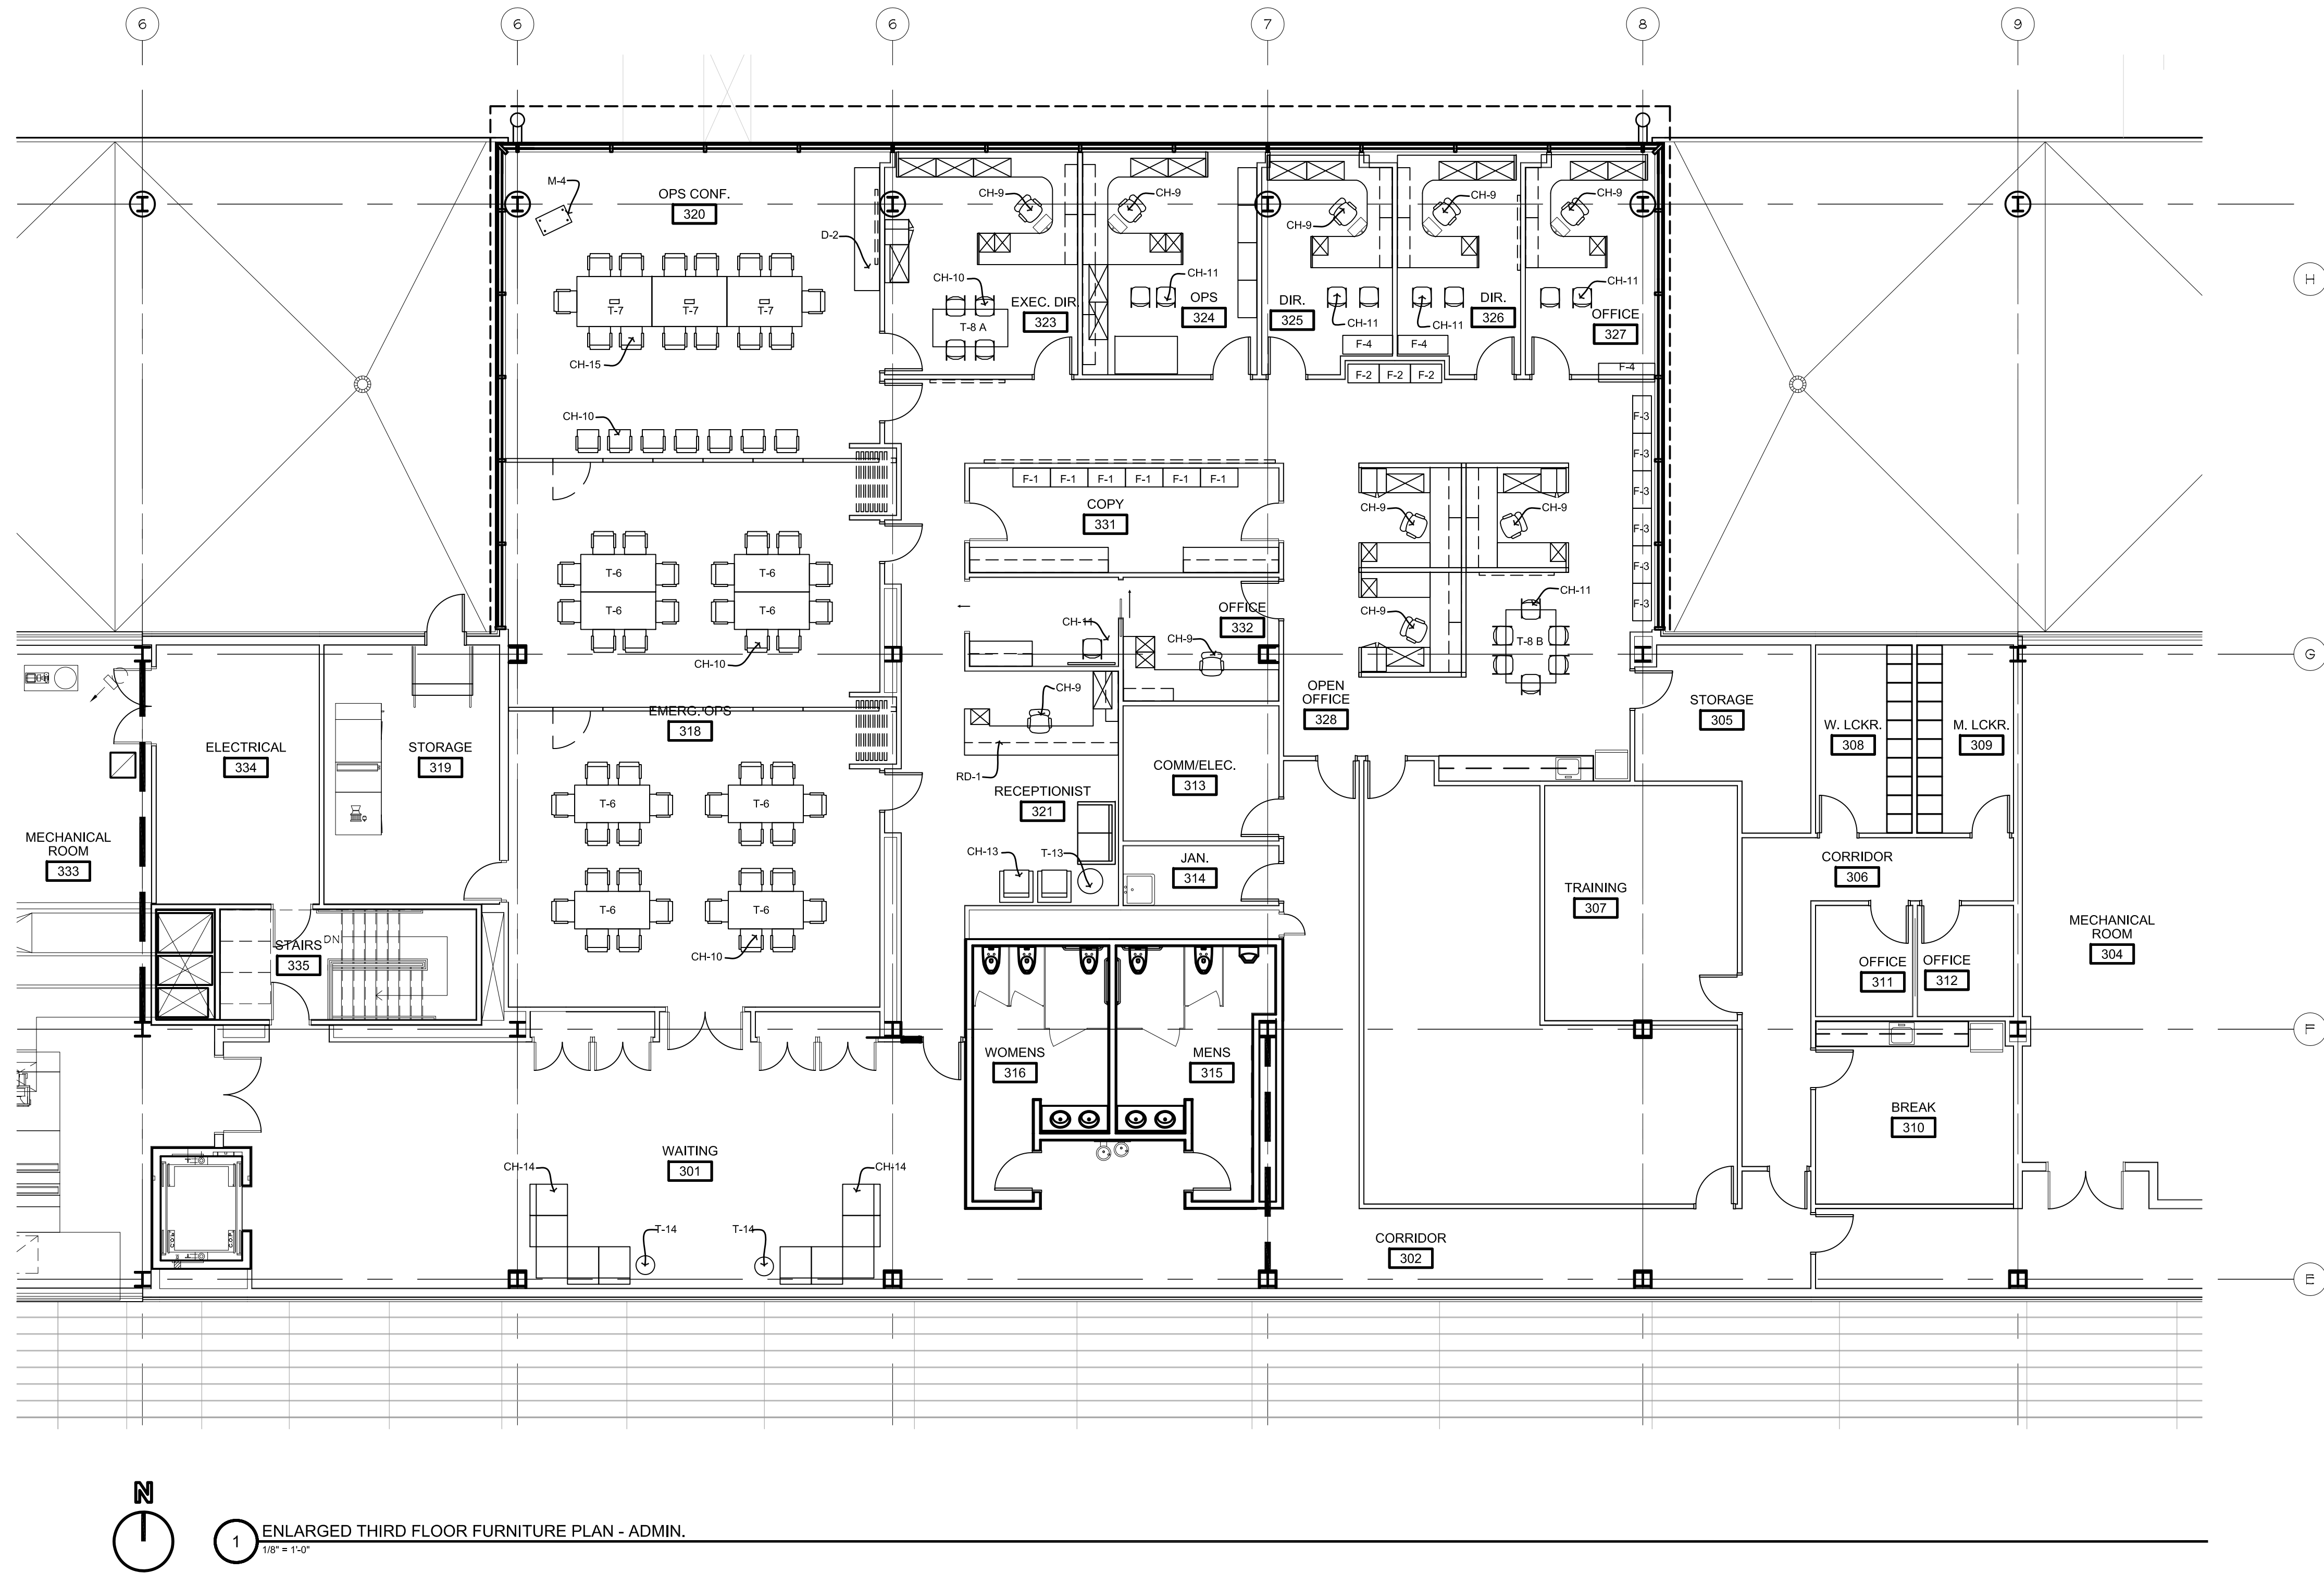 6 6 6 7 8 9
M-4
OPS CONF.
320
D-2
CH-9
CH-9
CH-9
CH-9
CH-9
H
CH-10
EXEC. DIR.
323
T-8 A
CH-11
OPS
324
DIR.
325
CH-11
DIR.
326
CH-11
CH-11
OFFICE
327
T-7 T-7 T-7
CH-15
F-4 F-4 F-4
F-2 F-2 F-2
CH-10
F-3
F-3
F-3
F-3
F-3
F-3
F-1 F-1 F-1 F-1 F-1 F-1
COPY
331
CH-9
CH-9
T-6 T-6
T-6 T-6
CH-10
CH-11
OFFICE
332
CH-9
CH-9
CH-11
T-8 B
G
CH-9
OPEN
OFFICE
328
STORAGE
305
W. LCKR.
308
M. LCKR.
309
EMERG. OPS
318
ELECTRICAL
334
STORAGE
319
RD-1
RECEPTIONIST
321
COMM/ELEC.
313
T-6 T-6
MECHANICAL
ROOM
333
CH-13
T-13
JAN.
314
CORRIDOR
306
TRAINING
307
T-6 T-6
CH-10
STAIRS
335
DN
OFFICE
311
OFFICE
312
MECHANICAL
ROOM
304
F
WOMENS
316
MENS
315
BREAK
310
WAITING
301
CH-14
CH-14
T-14
T-14
CORRIDOR
302
E
N
1
ENLARGED THIRD FLOOR FURNITURE PLAN - ADMIN.
1/8" = 1'-0"